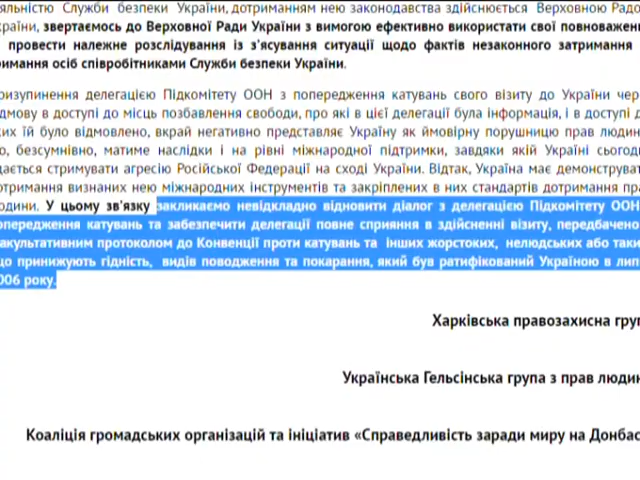 яльністю Служби безпеки України, дотриманням нею законодавства здійснюється Верховною Радо
країни, звертаємось до Верховної Ради України з вимогою ефективно використати свої повноважен
провести належне розслідування із з'ясування ситуації щодо фактів незаконного затримання
римання осіб співробітниками Служби безпеки України.
ризупинення делегацією Підкомітету ООН з попередження катувань свого візиту до України чер
дмову в доступі до місць позбавлення свободи, про які в цієї делегації була інформація, і в доступі д
ких їй було відмовлено, вкрай негативно представляє Україну як ймовірну порушницю прав людин
о, безсумнівно, матиме наслідки і на рівні міжнародної підтримки, завдяки якій Україні сьогод
дається стримувати агресію Російської Федерації на сході України. Відтак, Україна має демонструват
отримання визнаних нею міжнародних інструментів та закріплених в них стандартів дотримання пра
юдини. У цьому зв'язку закликаємо невідкладно відновити діалог з делегацією Підкомітету ООН
опередження катувань та забезпечити делегації повне сприяння в здійсненні візиту, передбачено
акультативним протоколом до Конвенції проти катувань та інших жорстоких, нелюдських або таки
що принижують гідність, видів поводження та покарання, який був ратифікований Україною в лип
006 року.
Харківська правозахисна груп
Українська Гельсінська група з прав людин
Коаліція громадських організацій та ініціатив «Справедливість заради миру на Донбас